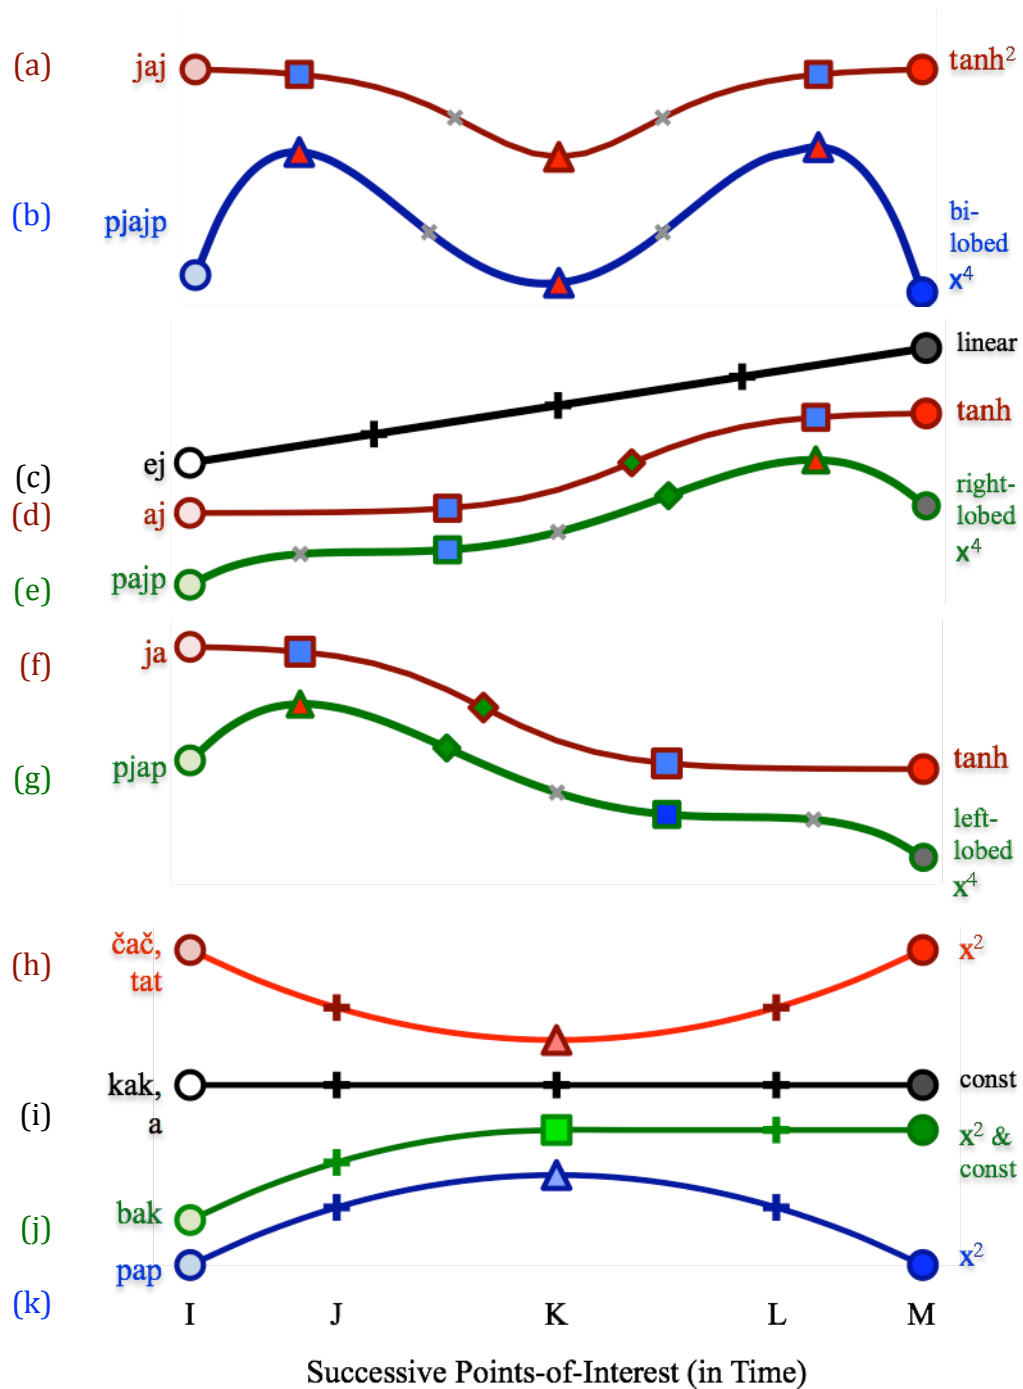 (a)
jaj
tanh²
(b)
pjajp
bi-
lobed
x⁴
linear
(c)
ej
tanh
(d)
aj
right-
lobed
x⁴
(e)
pajp
(f)
ja
tanh
(g)
pjap
left-
lobed
x⁴
(h)
čač,
tat
x²
(i)
kak,
a
const
x² &
const
(j)
bak
(k)
pap
x²
I J K L M
Successive Points-of-Interest (in Time)